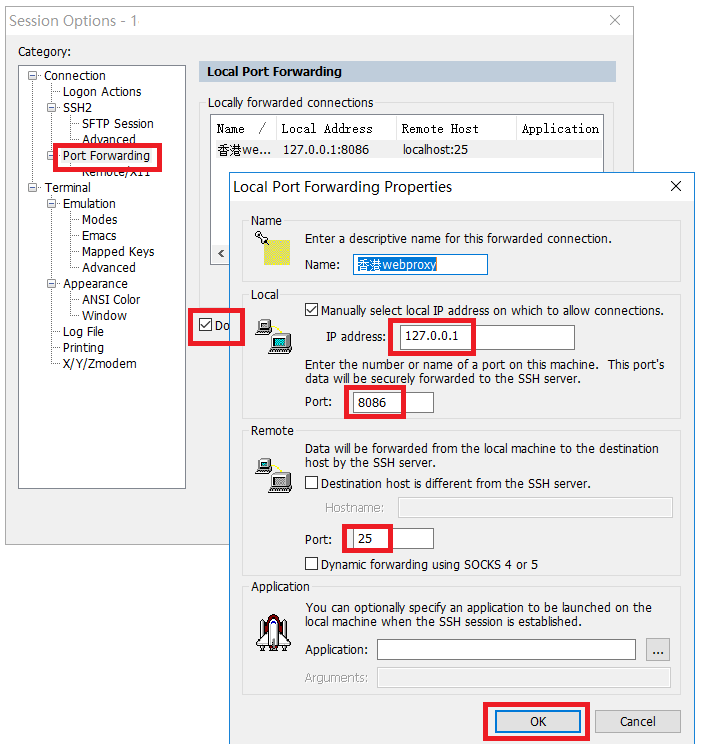 Session Options - 1
Category:
Connection
Logon Actions
SSH2
SFTP Session
Advanced
Port Forwarding
Remote/X11
Terminal
Emulation
Modes
Emacs
Mapped Keys
Advanced
Appearance
ANSI Color
Window
Log File
Printing
X/Y/Zmodem
Local Port Forwarding
Locally forwarded connections
Name / Local Address Remote Host Application
香港we... 127.0.0.1:8086 localhost:25
Do
Local Port Forwarding Properties
Name
Enter a descriptive name for this forwarded connection.
Name: 香港webproxy
Local
Manually select local IP address on which to allow connections.
IP address: 127.0.0.1
Enter the number or name of a port on this machine. This port's
data will be securely forwarded to the SSH server.
Port: 8086
Remote
Data will be forwarded from the local machine to the destination
host by the SSH server.
Destination host is different from the SSH server.
Hostname:
Port: 25
Dynamic forwarding using SOCKS 4 or 5
Application
You can optionally specify an application to be launched on the
local machine when the SSH session is established.
Application: ...
Arguments:
OK Cancel